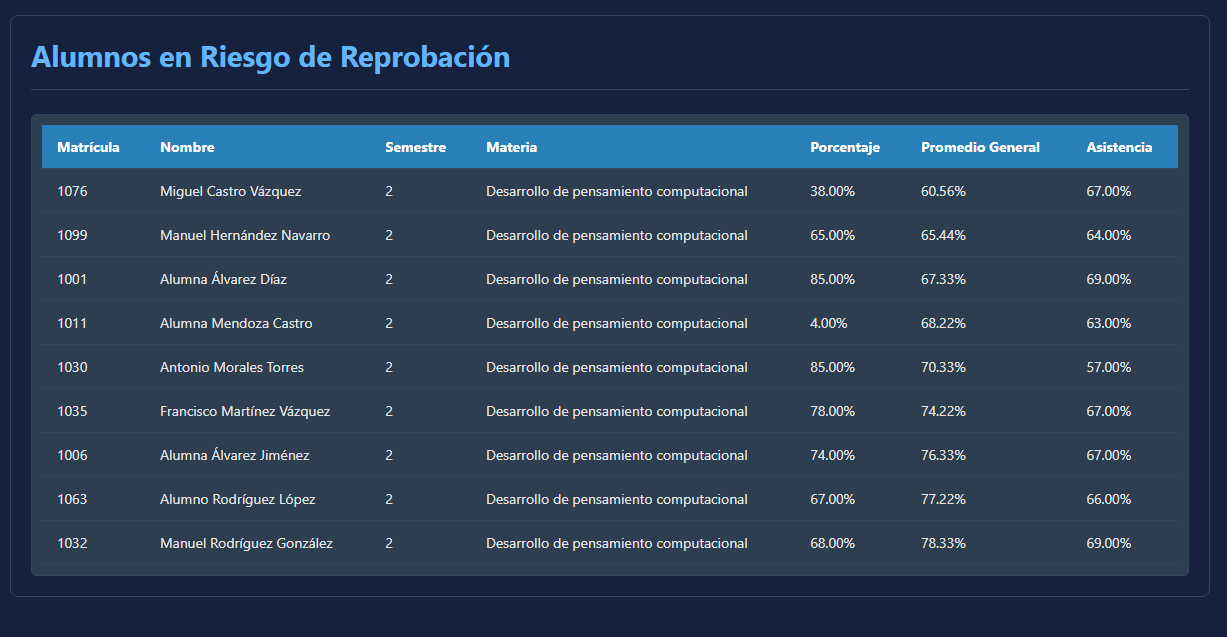 Alumnos en Riesgo de Reprobación
Matrícula Nombre Semestre Materia Porcentaje Promedio General Asistencia
1076 Miguel Castro Vázquez 2 Desarrollo de pensamiento computacional 38.00% 60.56% 67.00%
1099 Manuel Hernández Navarro 2 Desarrollo de pensamiento computacional 65.00% 65.44% 64.00%
1001 Alumna Álvarez Díaz 2 Desarrollo de pensamiento computacional 85.00% 67.33% 69.00%
1011 Alumna Mendoza Castro 2 Desarrollo de pensamiento computacional 4.00% 68.22% 63.00%
1030 Antonio Morales Torres 2 Desarrollo de pensamiento computacional 85.00% 70.33% 57.00%
1035 Francisco Martínez Vázquez 2 Desarrollo de pensamiento computacional 78.00% 74.22% 67.00%
1006 Alumna Álvarez Jiménez 2 Desarrollo de pensamiento computacional 74.00% 76.33% 67.00%
1063 Alumno Rodríguez López 2 Desarrollo de pensamiento computacional 67.00% 77.22% 66.00%
1032 Manuel Rodríguez González 2 Desarrollo de pensamiento computacional 68.00% 78.33% 69.00%